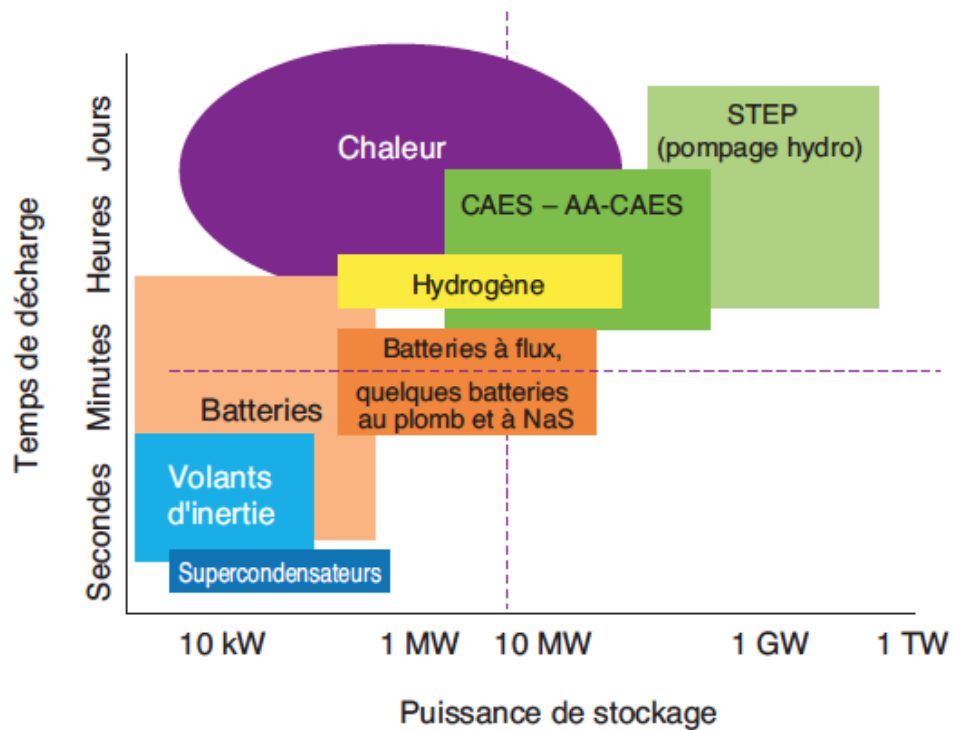 Temps de décharge
Jours
Heures
Minutes
Secondes
Chaleur
STEP
(pompage hydro)
CAES – AA-CAES
Hydrogène
Batteries à flux,
quelques batteries
au plomb et à NaS
Batteries
Volants
d'inertie
Supercondensateurs
10 kW
1 MW
10 MW
1 GW
1 TW
Puissance de stockage